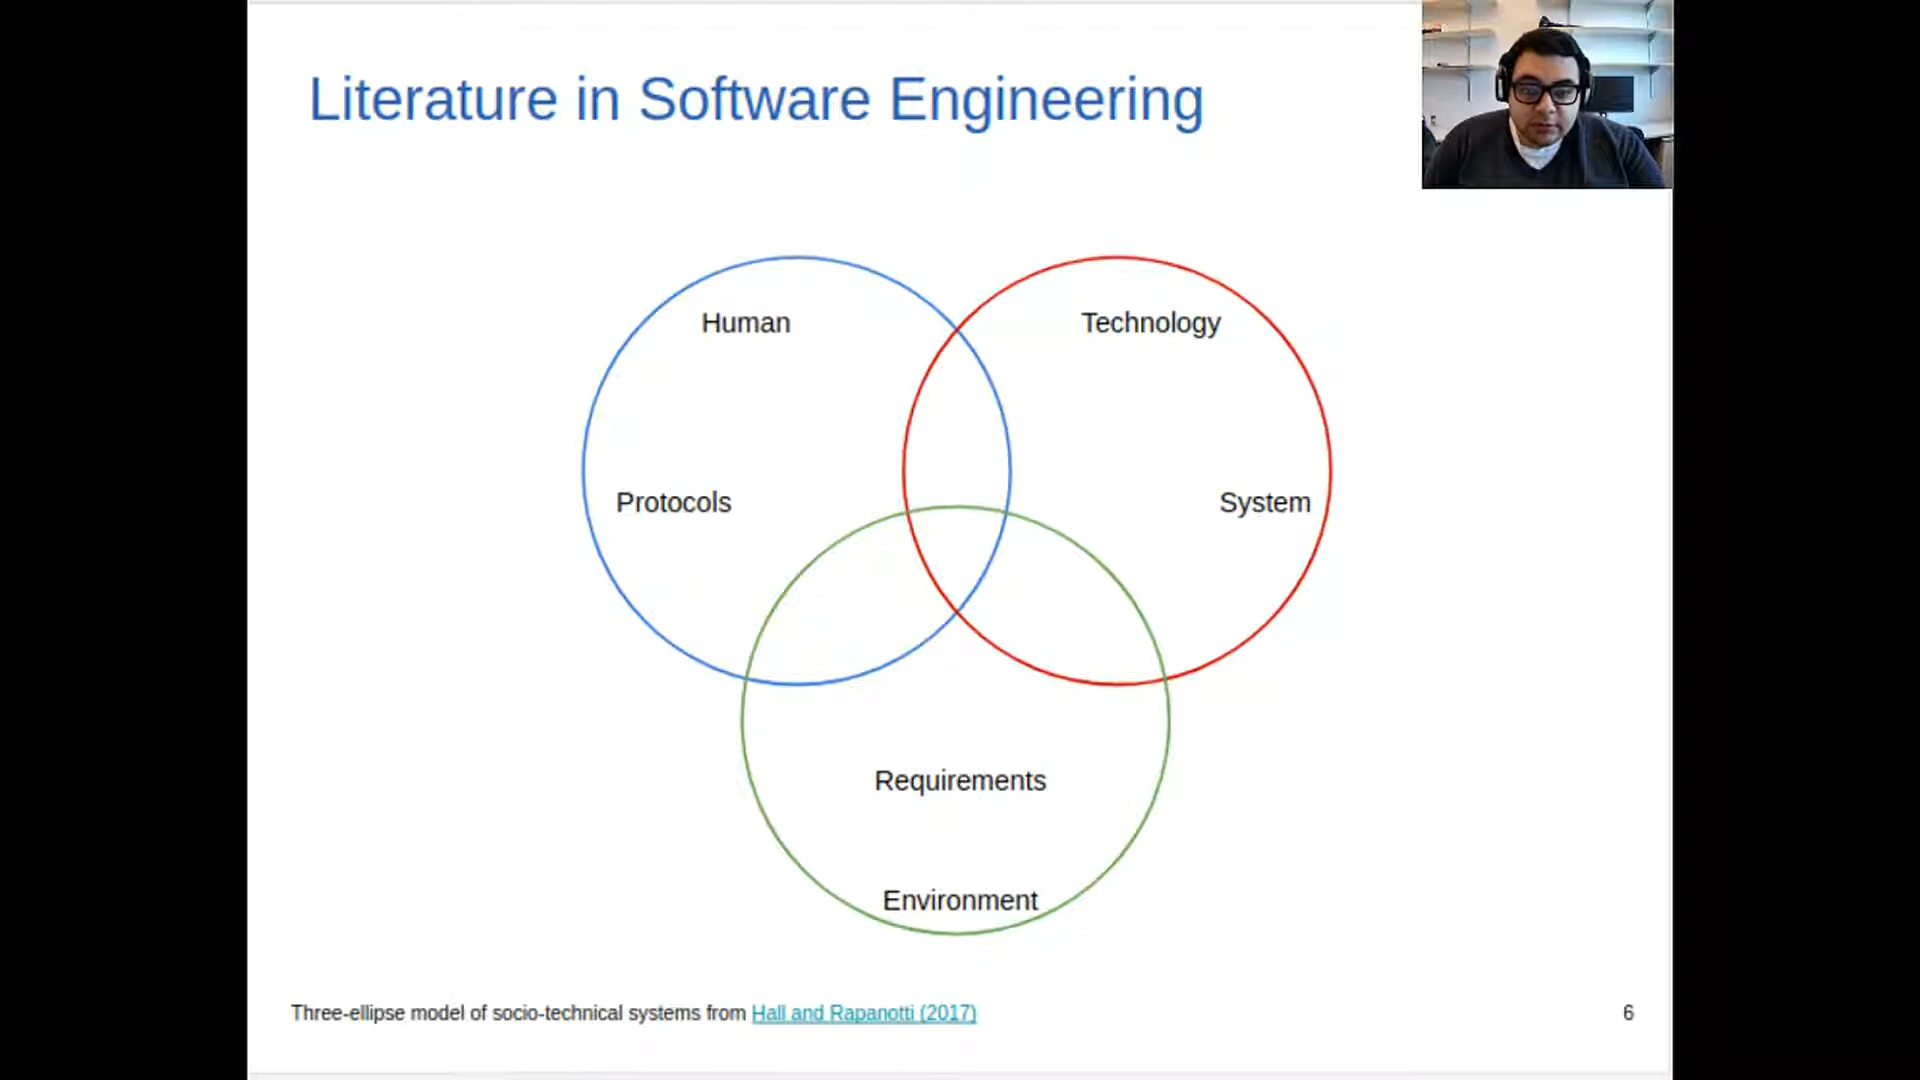 Literature in Software Engineering
Human
Technology
Protocols
System
Requirements
Environment
Three-ellipse model of socio-technical systems from Hall and Rapanotti (2017)
6